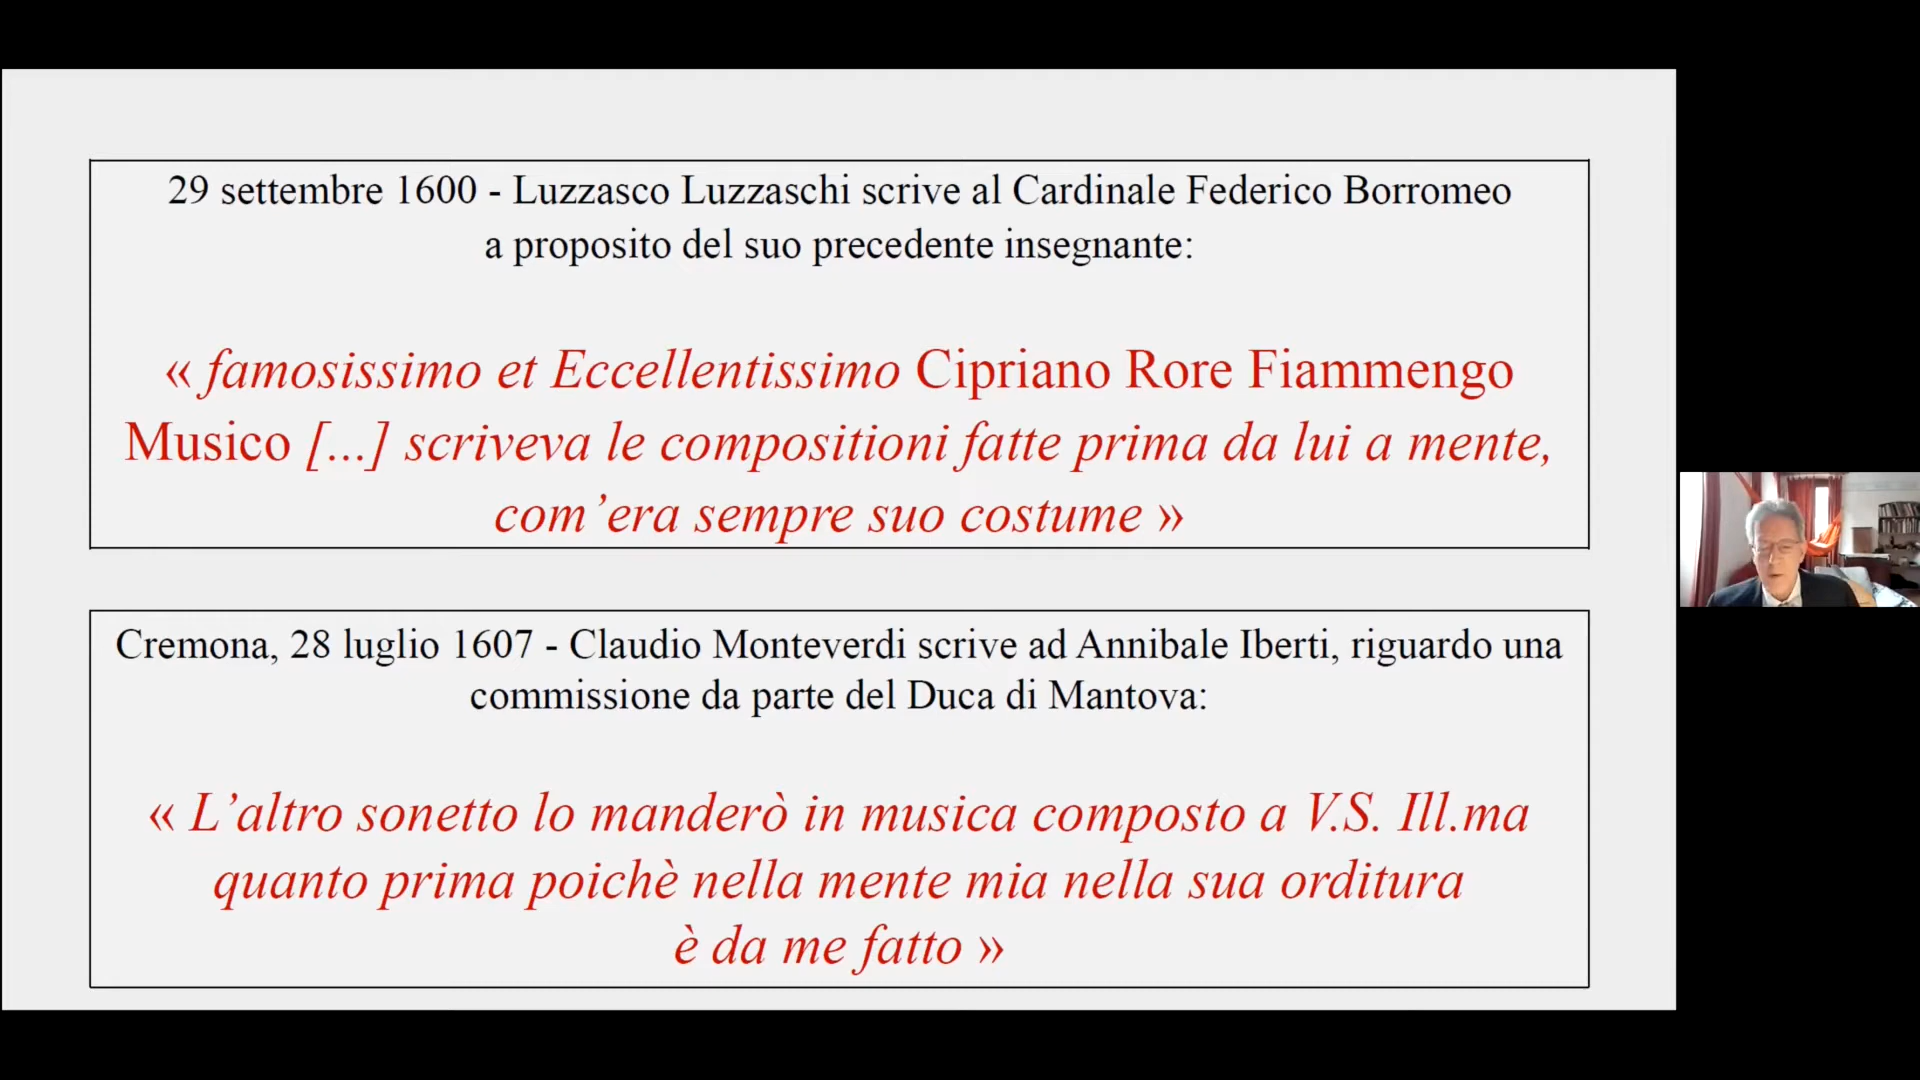 29 settembre 1600 - Luzzasco Luzzaschi scrive al Cardinale Federico Borromeo
a proposito del suo precedente insegnante:
« famosissimo et Eccellentissimo Cipriano Rore Fiammengo
Musico [...] scriveva le compositioni fatte prima da lui a mente,
com’era sempre suo costume »
Cremona, 28 luglio 1607 - Claudio Monteverdi scrive ad Annibale Iberti, riguardo una
commissione da parte del Duca di Mantova:
« L’altro sonetto lo manderò in musica composto a V.S. Ill.ma
quanto prima poichè nella mente mia nella sua orditura
è da me fatto »